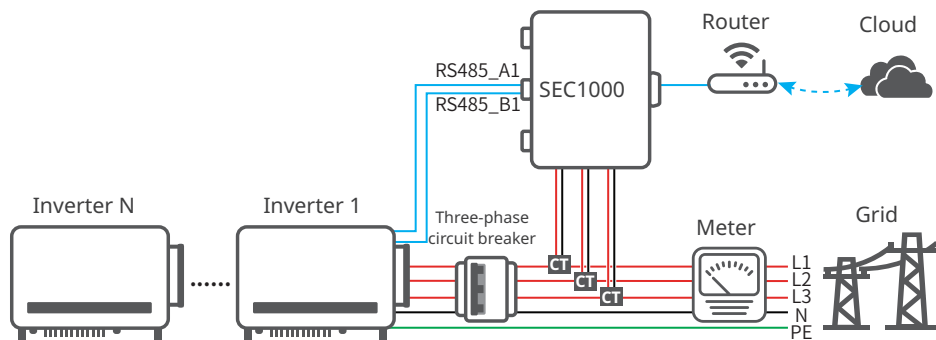 Router
Cloud
RS485_A1
SEC1000
RS485_B1
Inverter N
Inverter 1
Three-phase
circuit breaker
Meter
Grid
CT
L1
CT
L2
CT
L3
N
PE